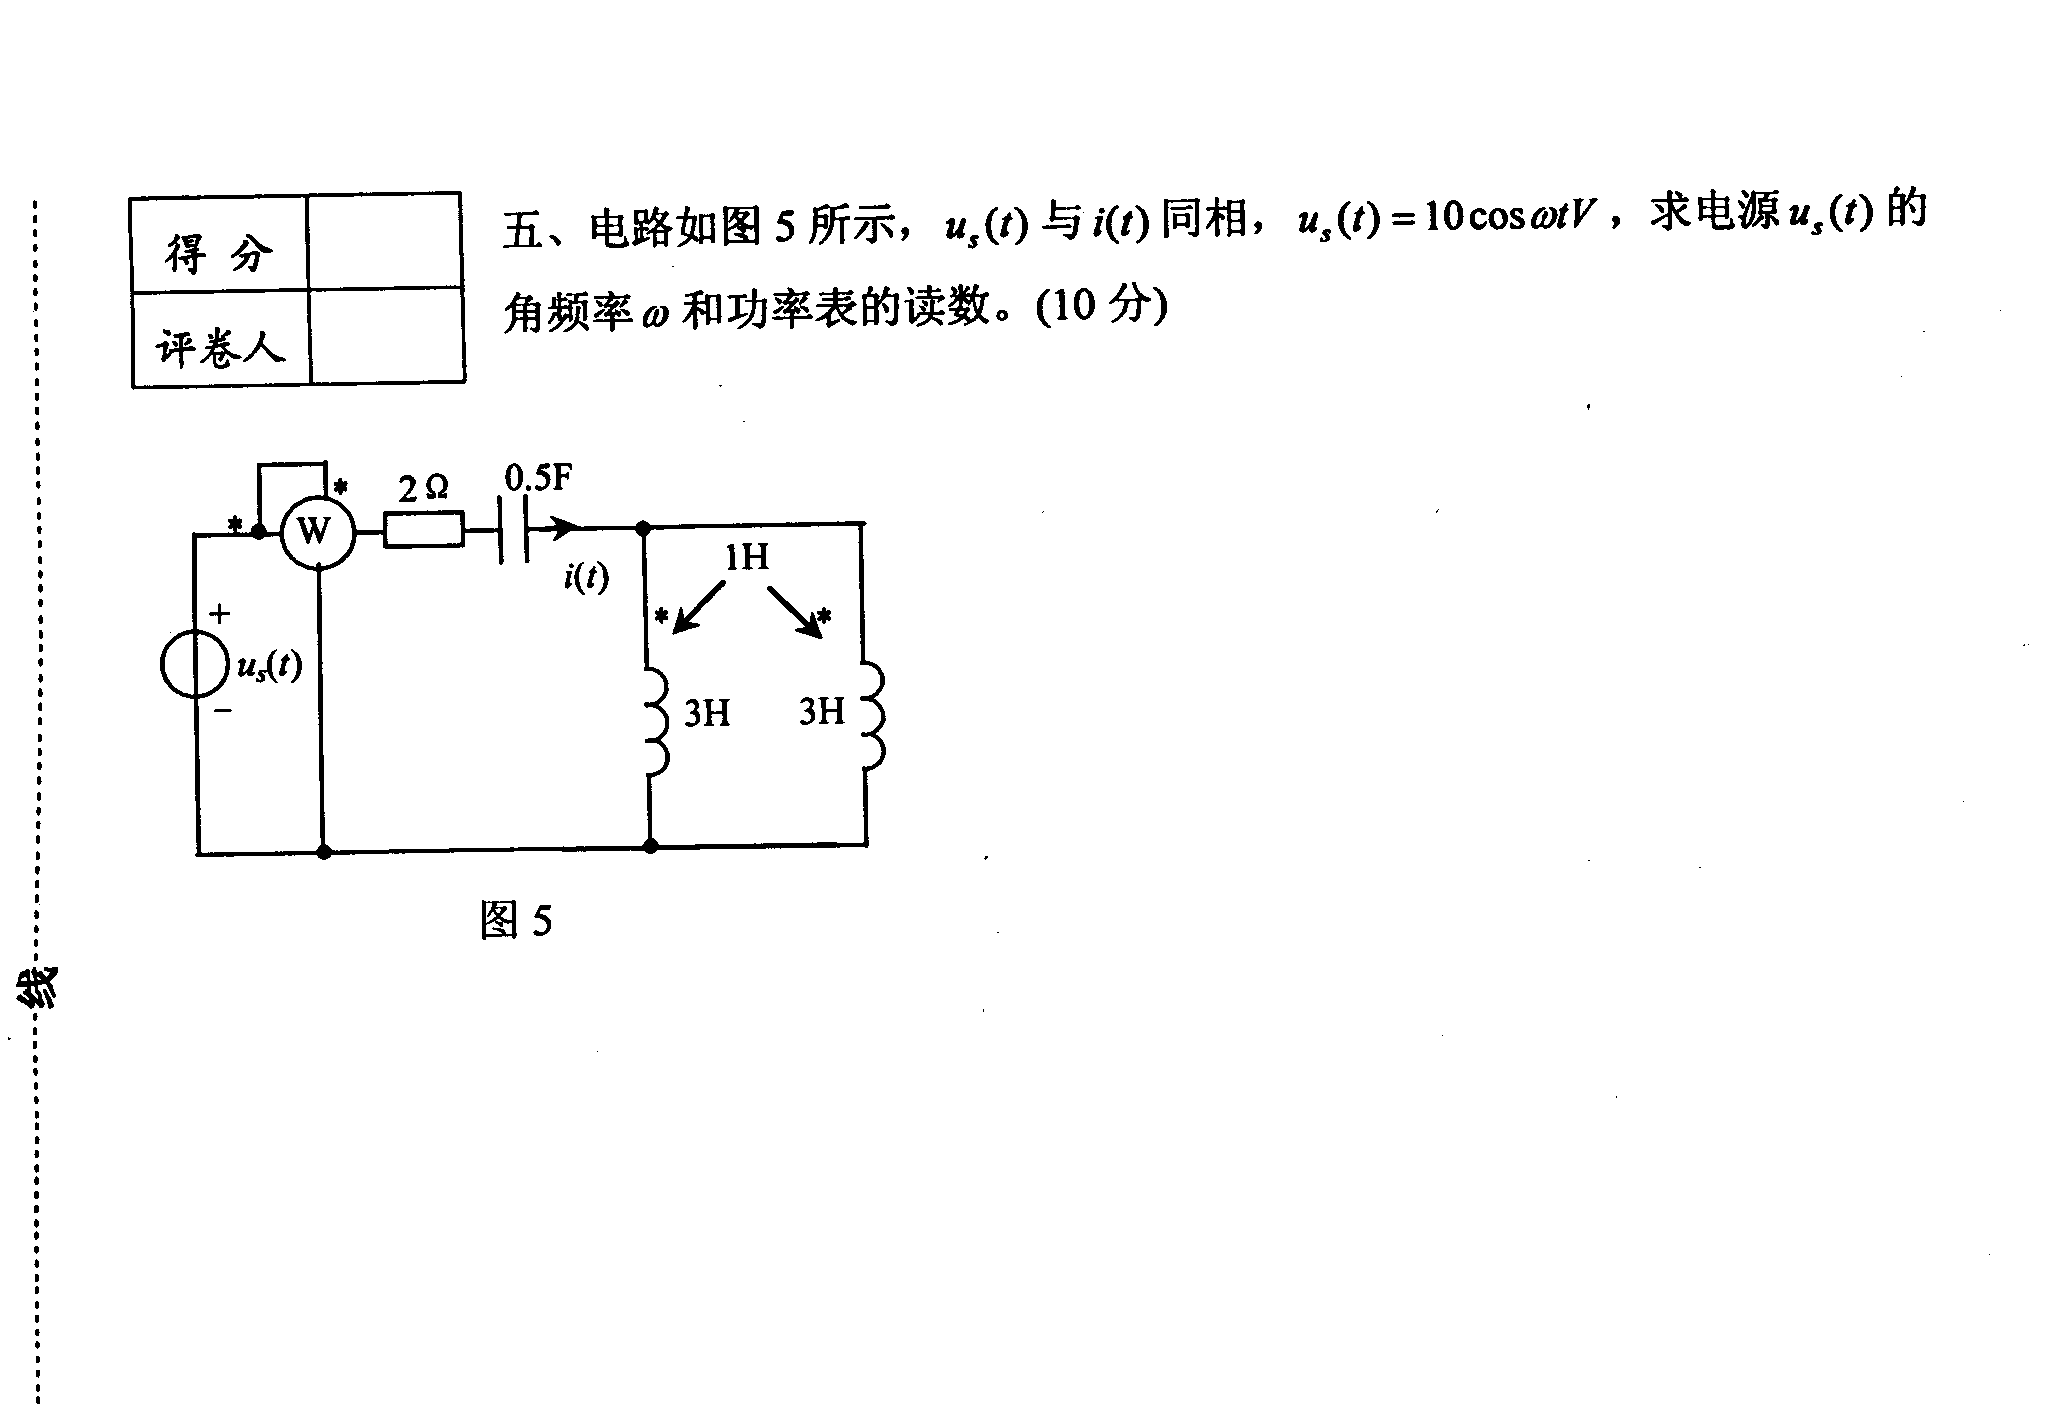 得 分
评卷人
五、电路如图 5 所示，u_s(t) 与 i(t) 同相，u_s(t) = 10cosωtV，求电源 u_s(t) 的
角频率 ω 和功率表的读数。(10 分)
* W *
2Ω
0.5F
i(t)
1H
* *
+
u_s(t)
−
3H 3H
图 5
线